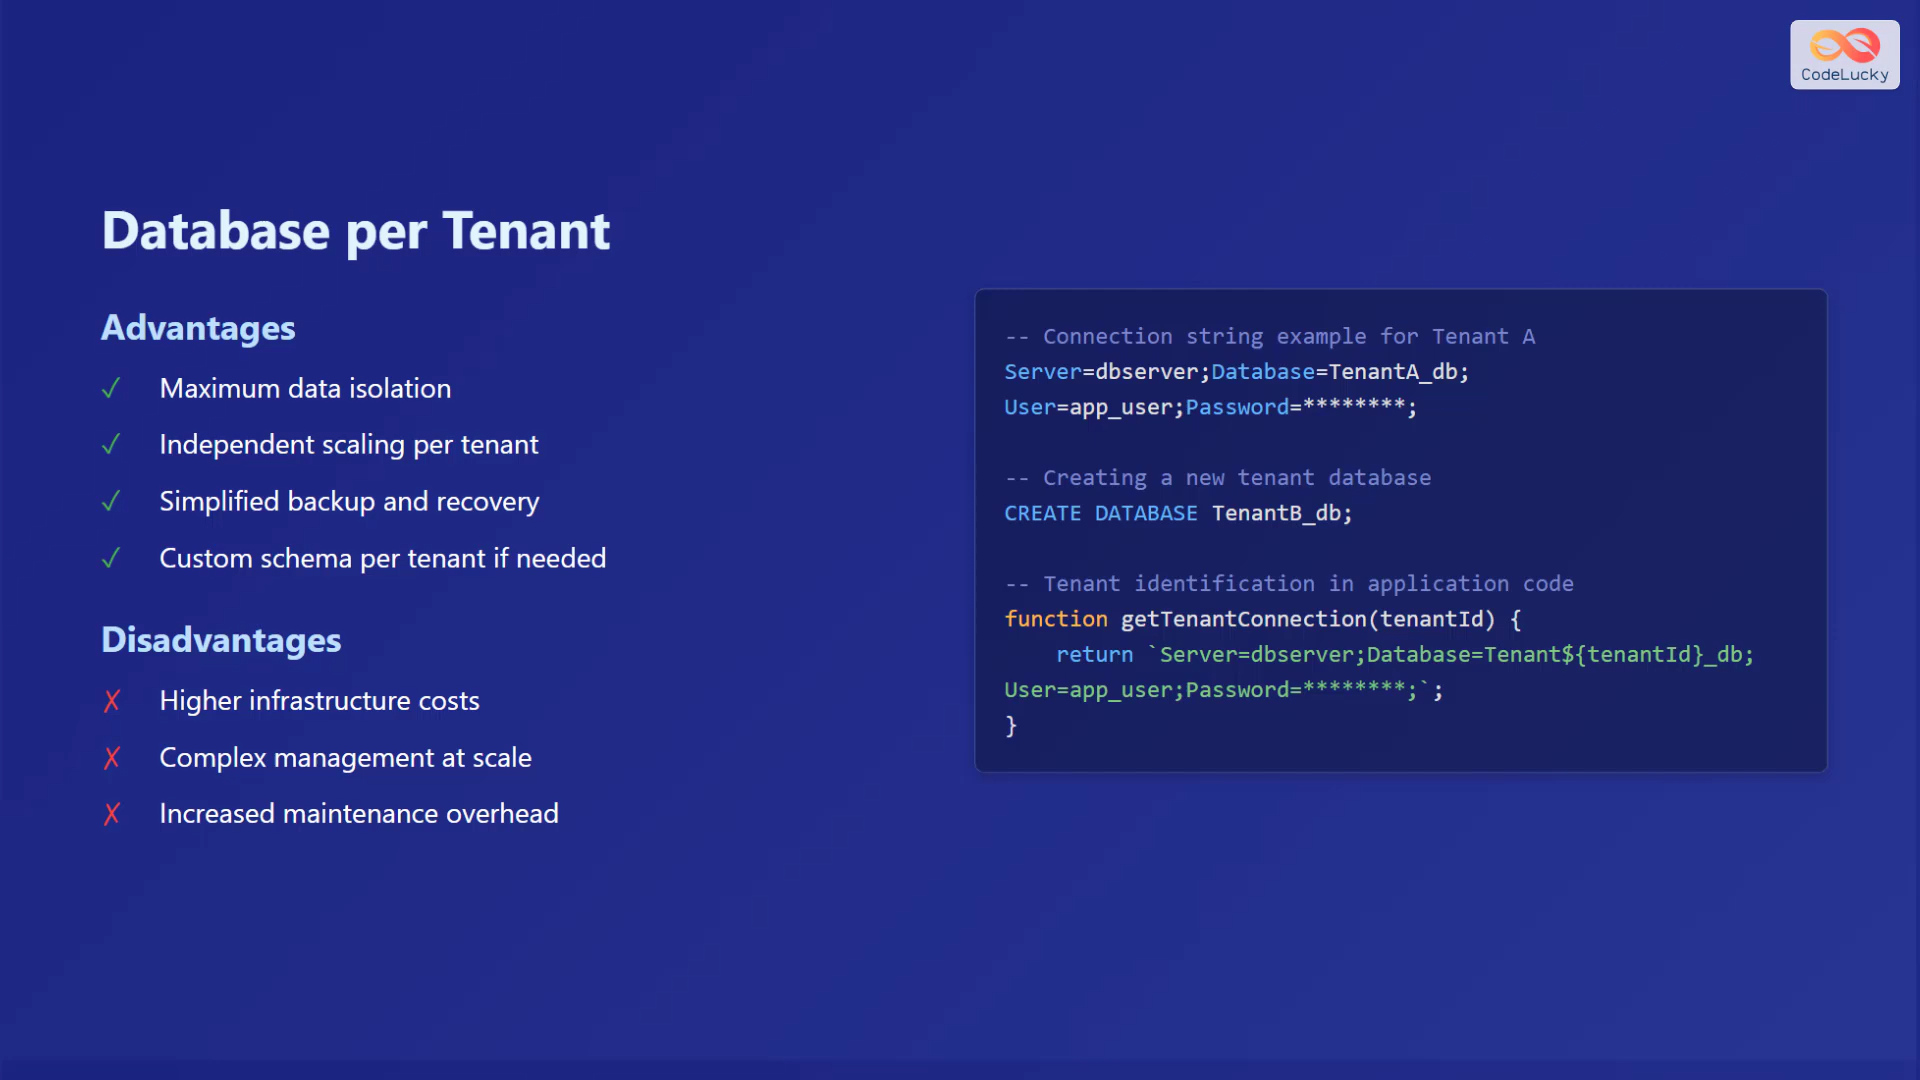 CodeLucky
Database per Tenant
Advantages
✓ Maximum data isolation
✓ Independent scaling per tenant
✓ Simplified backup and recovery
✓ Custom schema per tenant if needed
Disadvantages
✗ Higher infrastructure costs
✗ Complex management at scale
✗ Increased maintenance overhead
-- Connection string example for Tenant A
Server=dbserver;Database=TenantA_db;
User=app_user;Password=********;
-- Creating a new tenant database
CREATE DATABASE TenantB_db;
-- Tenant identification in application code
function getTenantConnection(tenantId) {
    return `Server=dbserver;Database=Tenant${tenantId}_db;
User=app_user;Password=********;`;
}